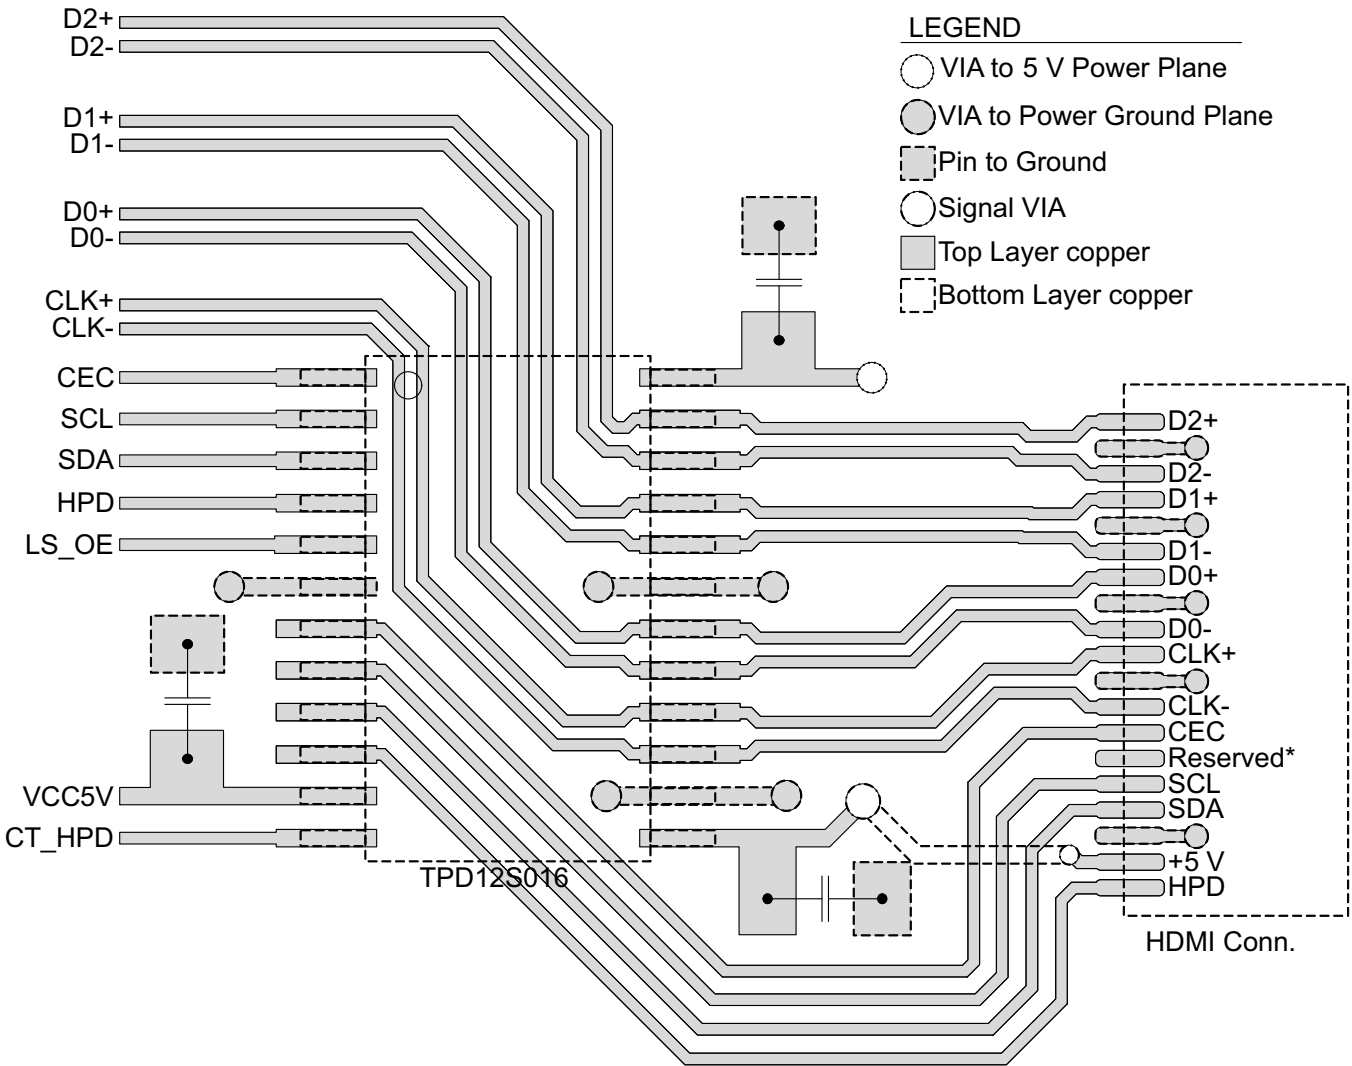 D2+
D2-
D1+
D1-
D0+
D0-
CLK+
CLK-
CEC
SCL
SDA
HPD
LS_OE
VCC5V
CT_HPD
TPD12S016
LEGEND
VIA to 5 V Power Plane
VIA to Power Ground Plane
Pin to Ground
Signal VIA
Top Layer copper
Bottom Layer copper
D2+
D2-
D1+
D1-
D0+
D0-
CLK+
CLK-
CEC
Reserved*
SCL
SDA
+5 V
HPD
HDMI Conn.